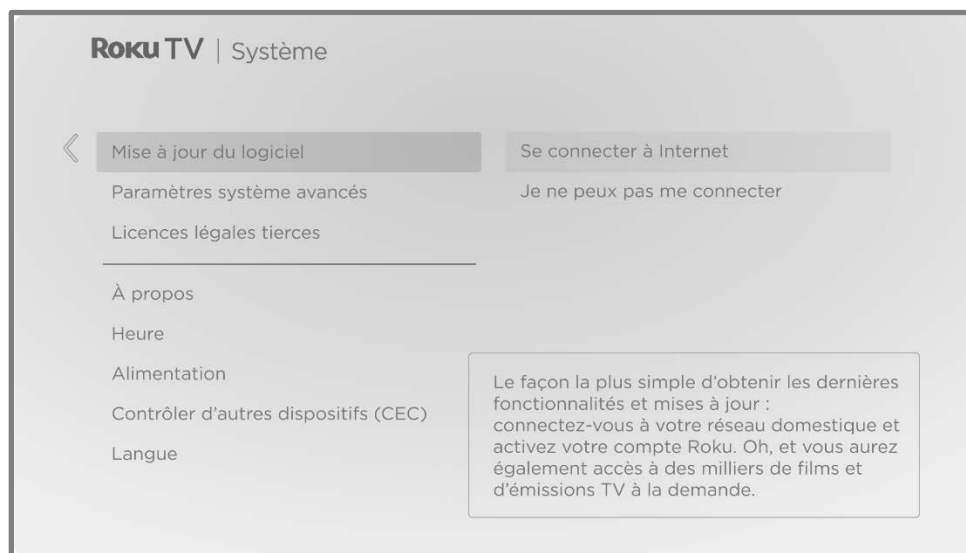 Roku TV | Système
Mise à jour du logiciel
Se connecter à Internet
Paramètres système avancés
Je ne peux pas me connecter
Licences légales tierces
À propos
Heure
Alimentation
Contrôler d'autres dispositifs (CEC)
Langue
Le façon la plus simple d'obtenir les dernières
fonctionnalités et mises à jour :
connectez-vous à votre réseau domestique et
activez votre compte Roku. Oh, et vous aurez
également accès à des milliers de films et
d'émissions TV à la demande.